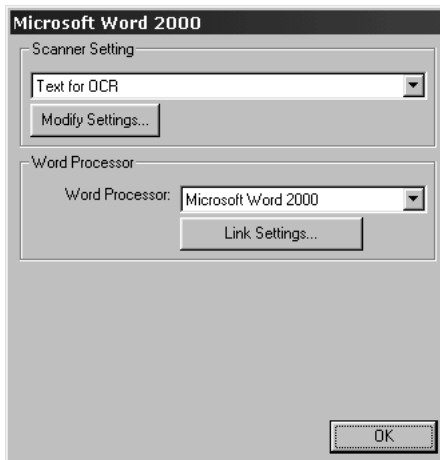 Microsoft Word 2000
Scanner Setting
Text for OCR
Modify Settings...
Word Processor
Word Processor: Microsoft Word 2000
Link Settings...
OK